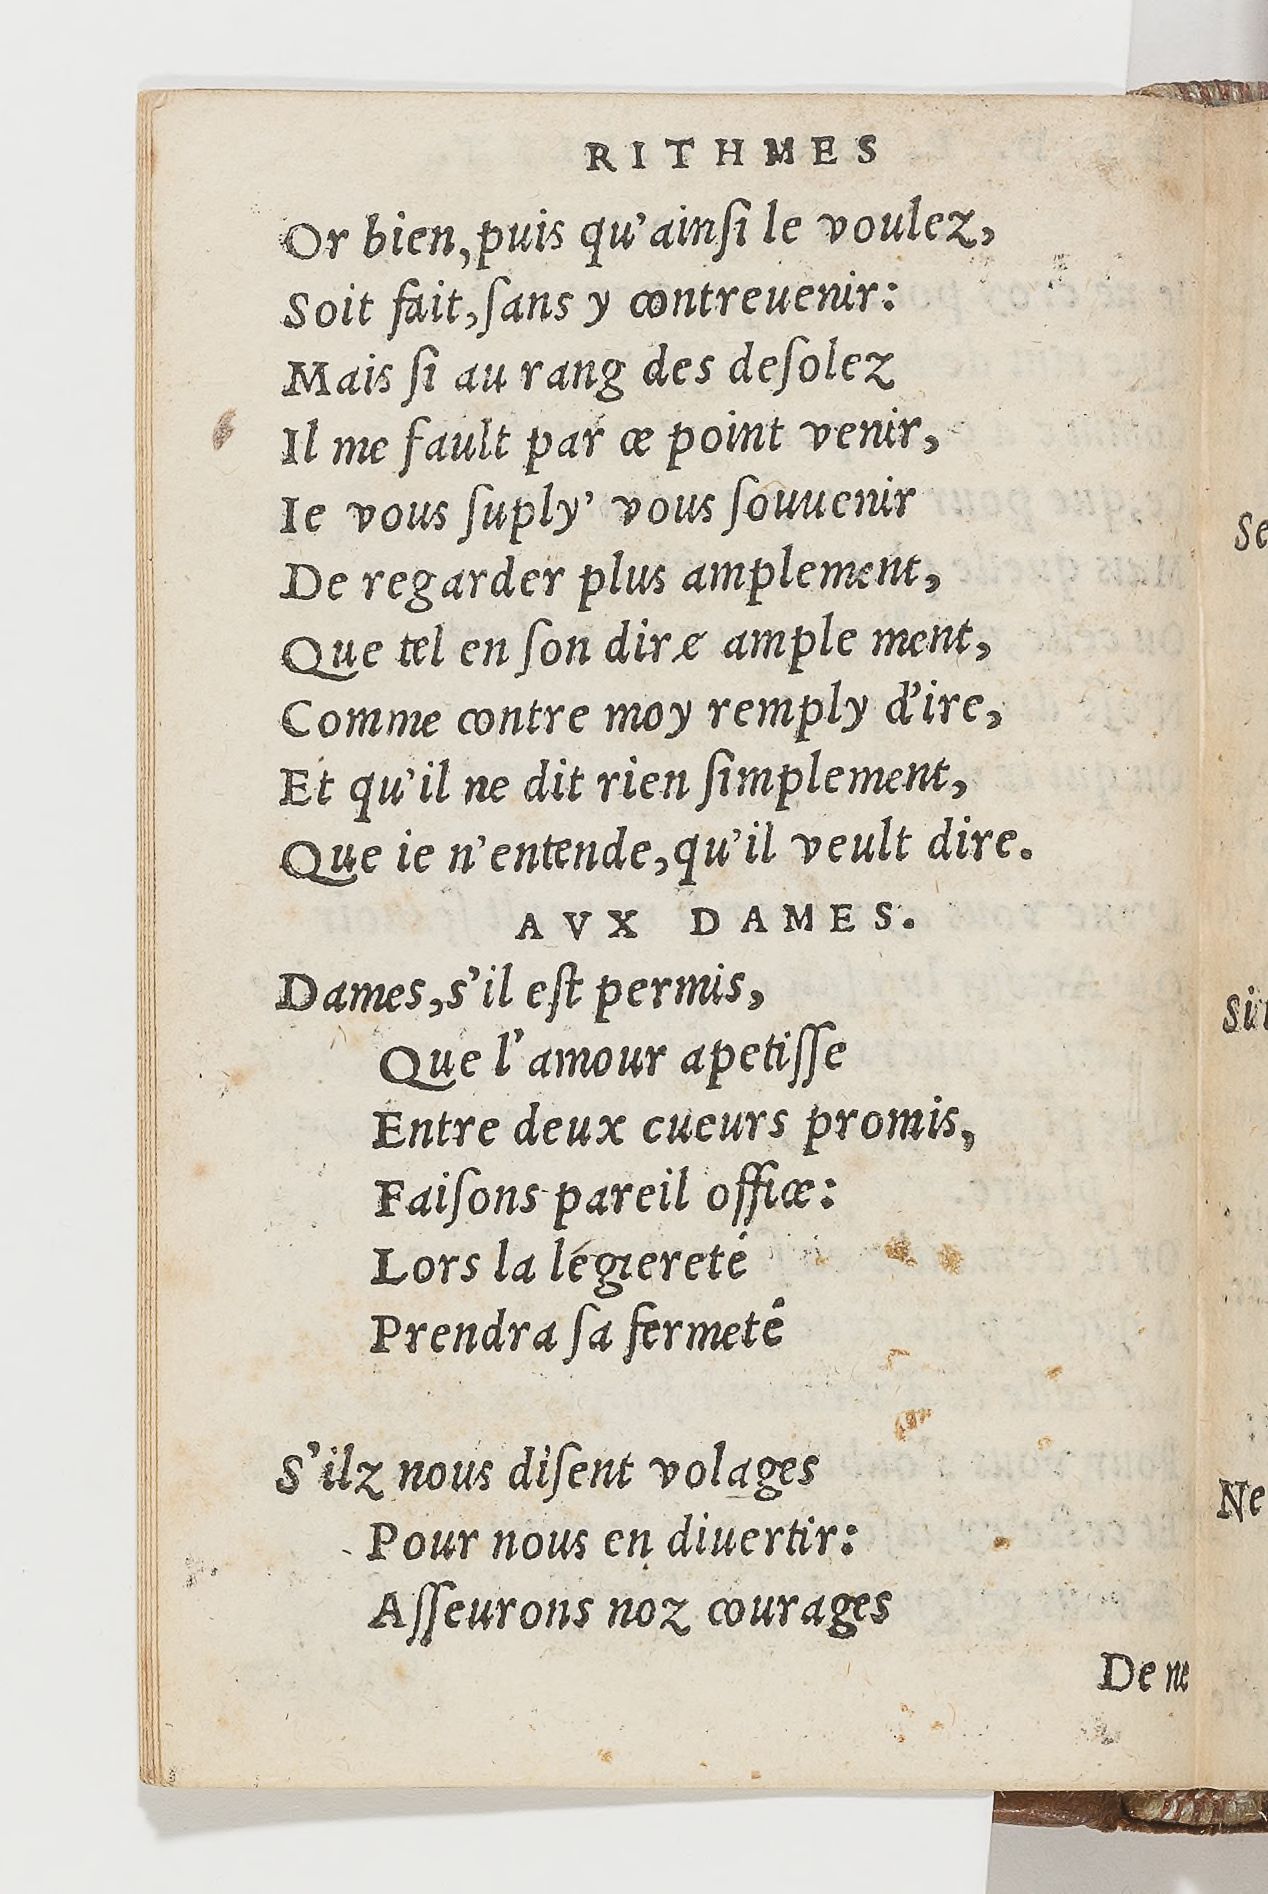 RITHMES
Or bien, puis qu'ainſi le voulez,
Soit fait, ſans y contreuenir:
Mais ſi au rang des deſolez
Il me fault par ce point venir,
Ie vous ſuply' vous ſouuenir
De regarder plus amplement,
Que tel en ſon dire ample ment,
Comme contre moy remply d'ire,
Et qu'il ne dit rien ſimplement,
Que ie n'entende, qu'il veult dire.
AVX DAMES.
Dames, s'il eſt permis,
Que l'amour apetiſſe
Entre deux cueurs promis,
Faiſons pareil office:
Lors la légiereté
Prendra ſa fermeté
S'ilz nous diſent volages
Pour nous en diuertir:
Aſſeurons noz courages
De ne
Se
Ne